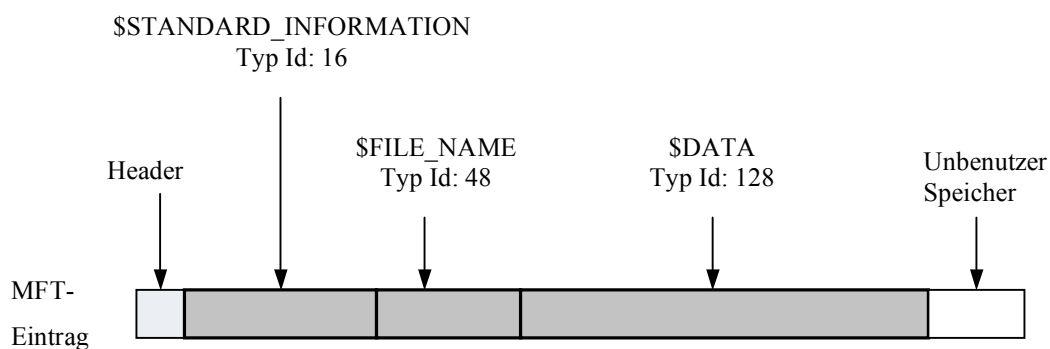 $STANDARD_INFORMATION
Typ Id: 16
$FILE_NAME
Typ Id: 48
$DATA
Typ Id: 128
Header
Unbenutzer
Speicher
MFT-
Eintrag